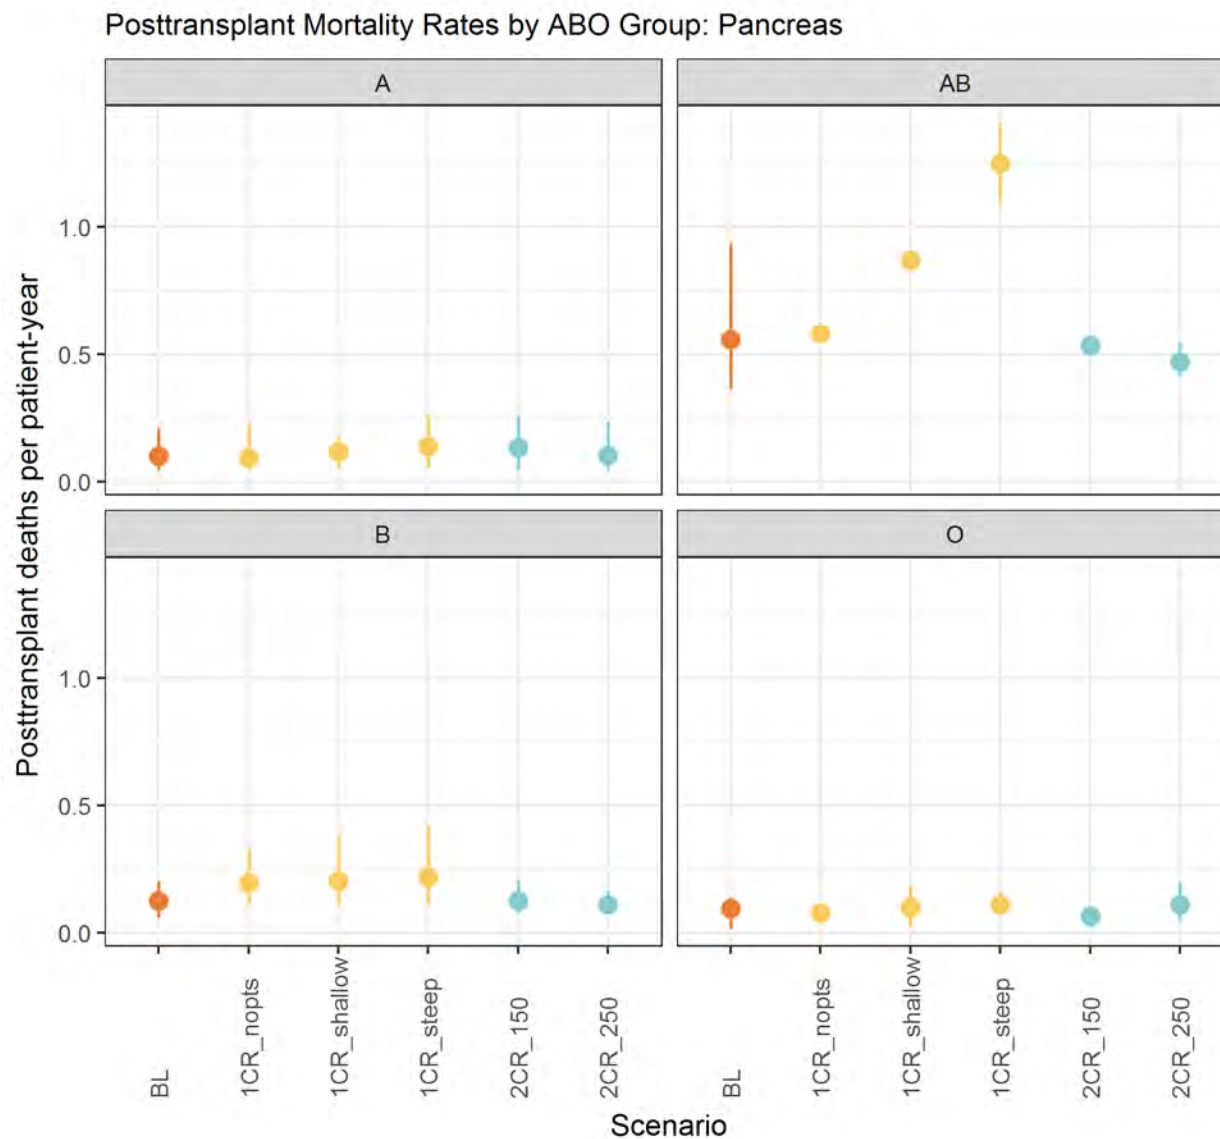 Posttransplant Mortality Rates by ABO Group: Pancreas
A
AB
1.0
0.5
0.0
B
O
1.0
0.5
0.0
Posttransplant deaths per patient-year
BL
1CR_nopts
1CR_shallow
1CR_steep
2CR_150
2CR_250
BL
1CR_nopts
1CR_shallow
1CR_steep
2CR_150
2CR_250
Scenario